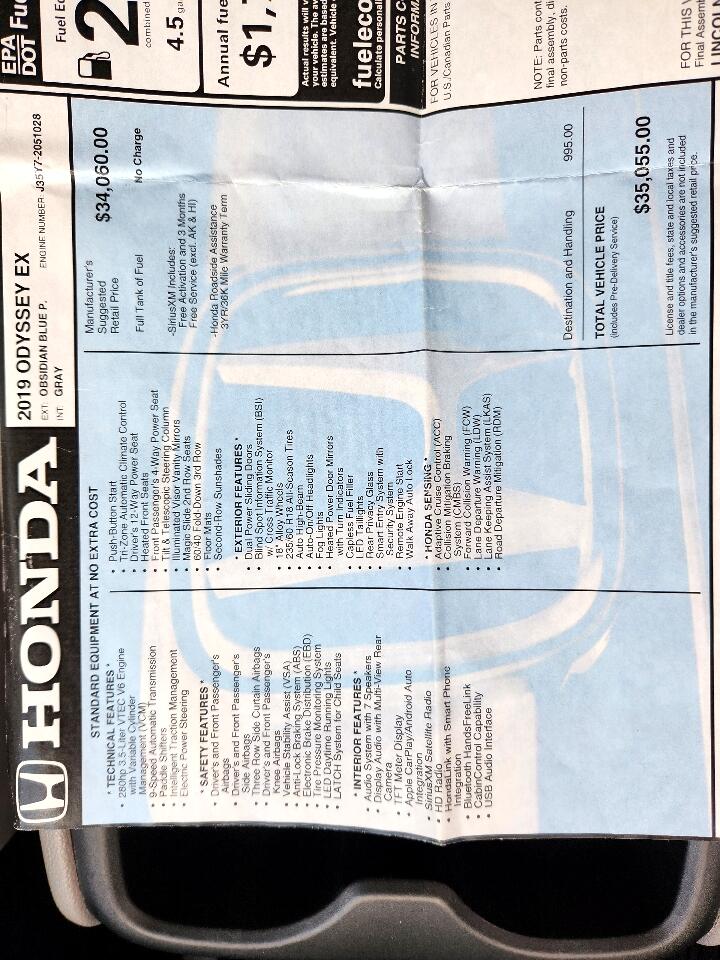 HONDA
2019 ODYSSEY EX
EXT: OBSIDIAN BLUE P.
INT: GRAY
ENGINE NUMBER: J35Y7-2051028
STANDARD EQUIPMENT AT NO EXTRA COST
* TECHNICAL FEATURES *
• 280hp 3.5-Liter VTEC V6 Engine
with Variable Cylinder
Management (VCM)
• 9-Speed Automatic Transmission
• Paddle Shifters
• Intelligent Traction Management
• Electric Power Steering
* SAFETY FEATURES *
• Driver's and Front Passenger's
Airbags
• Driver's and Front Passenger's
Side Airbags
• Three Row Side Curtain Airbags
• Driver's and Front Passenger's
Knee Airbags
• Vehicle Stability Assist (VSA)
• Anti-Lock Braking System (ABS)
• Electronic Brake Distribution (EBD)
• Tire Pressure Monitoring System
• LED Daytime Running Lights
• LATCH System for Child Seats
* INTERIOR FEATURES *
• Audio System with 7 Speakers
• Display Audio with Multi-View Rear
Camera
• TFT Meter Display
• Apple CarPlay/Android Auto
Integration
• SiriusXM Satellite Radio
• HD Radio
• HondaLink with Smart Phone
Integration
• Bluetooth HandsFreeLink
• CabinControl Capability
• USB Audio Interface
• Push-Button Start
• Tri-Zone Automatic Climate Control
• Driver's 12-Way Power Seat
• Heated Front Seats
• Front Passenger's 4-Way Power Seat
• Tilt & Telescopic Steering Column
• Illuminated Visor Vanity Mirrors
• Magic Slide 2nd Row Seats
• 60/40 Fold-Down 3rd Row
• Floor Mats
• Second-Row Sunshades
* EXTERIOR FEATURES *
• Dual Power Sliding Doors
• Blind Spot Information System (BSI)
w/ Cross Traffic Monitor
• 18" Alloy Wheels
• 235/60 R18 All-Season Tires
• Auto High-Beam
• Auto-On/Off Headlights
• Fog Lights
• Heated Power Door Mirrors
with Turn Indicators
• Capless Fuel Filler
• LED Taillights
• Rear Privacy Glass
• Smart Entry System with
Security System
• Remote Engine Start
• Walk Away Auto Lock
* HONDA SENSING *
• Adaptive Cruise Control (ACC)
• Collision Mitigation Braking
System (CMBS)
• Forward Collision Warning (FCW)
• Lane Departure Warning (LDW)
• Lane Keeping Assist System (LKAS)
• Road Departure Mitigation (RDM)
Manufacturer's
Suggested
Retail Price $34,060.00
Full Tank of Fuel No Charge
-SiriusXM Includes:
Free Activation and 3 Months
Free Service (excl. AK & HI)
-Honda Roadside Assistance
3YR/36K Mile Warranty Term
Destination and Handling 995.00
TOTAL VEHICLE PRICE
(Includes Pre-Delivery Service)
$35,055.00
License and title fees, state and local taxes and
dealer options and accessories are not included
in the manufacturer's suggested retail price.
EPA
DOT Fue
Fuel Ec
2
combined
4.5 ga
Annual fue
$1,
Actual results will v
your vehicle. The av
estimates are based
equivalent. Vehicle
fueleco
Calculate personal
PARTS C
INFORMA
FOR VEHICLES IN
U.S./Canadian Parts
NOTE: Parts cont
final assembly, di
non-parts costs.
FOR THIS V
Final Assemb
LINCOLN